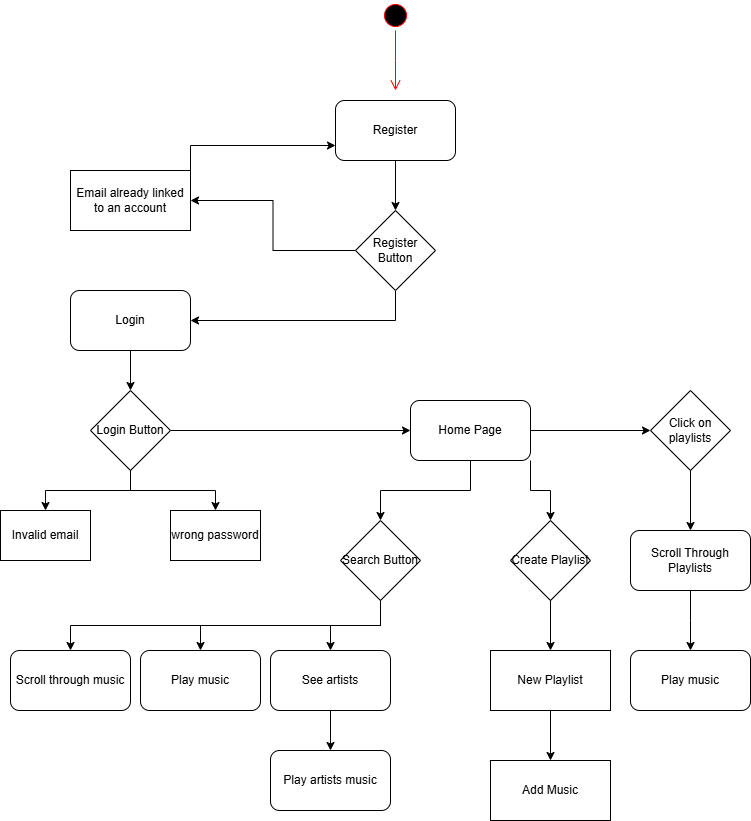 Register
Email already linked
to an account
Register
Button
Login
Login Button
Home Page
Click on
playlists
Invalid email
wrong password
Search Button
Create Playlist
Scroll Through
Playlists
Scroll through music
Play music
See artists
New Playlist
Play music
Play artists music
Add Music